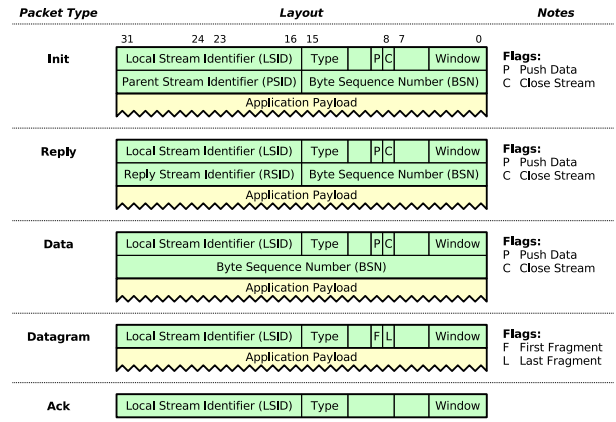 Packet Type Layout Notes
31 24 23 16 15 8 7 0
Init Local Stream Identifier (LSID) Type P C Window Flags:
P Push Data
Parent Stream Identifier (PSID) Byte Sequence Number (BSN) C Close Stream
Application Payload
Reply Local Stream Identifier (LSID) Type P C Window Flags:
P Push Data
Reply Stream Identifier (RSID) Byte Sequence Number (BSN) C Close Stream
Application Payload
Data Local Stream Identifier (LSID) Type P C Window Flags:
P Push Data
Byte Sequence Number (BSN) C Close Stream
Application Payload
Datagram Local Stream Identifier (LSID) Type F L Window Flags:
F First Fragment
Application Payload L Last Fragment
Ack Local Stream Identifier (LSID) Type Window